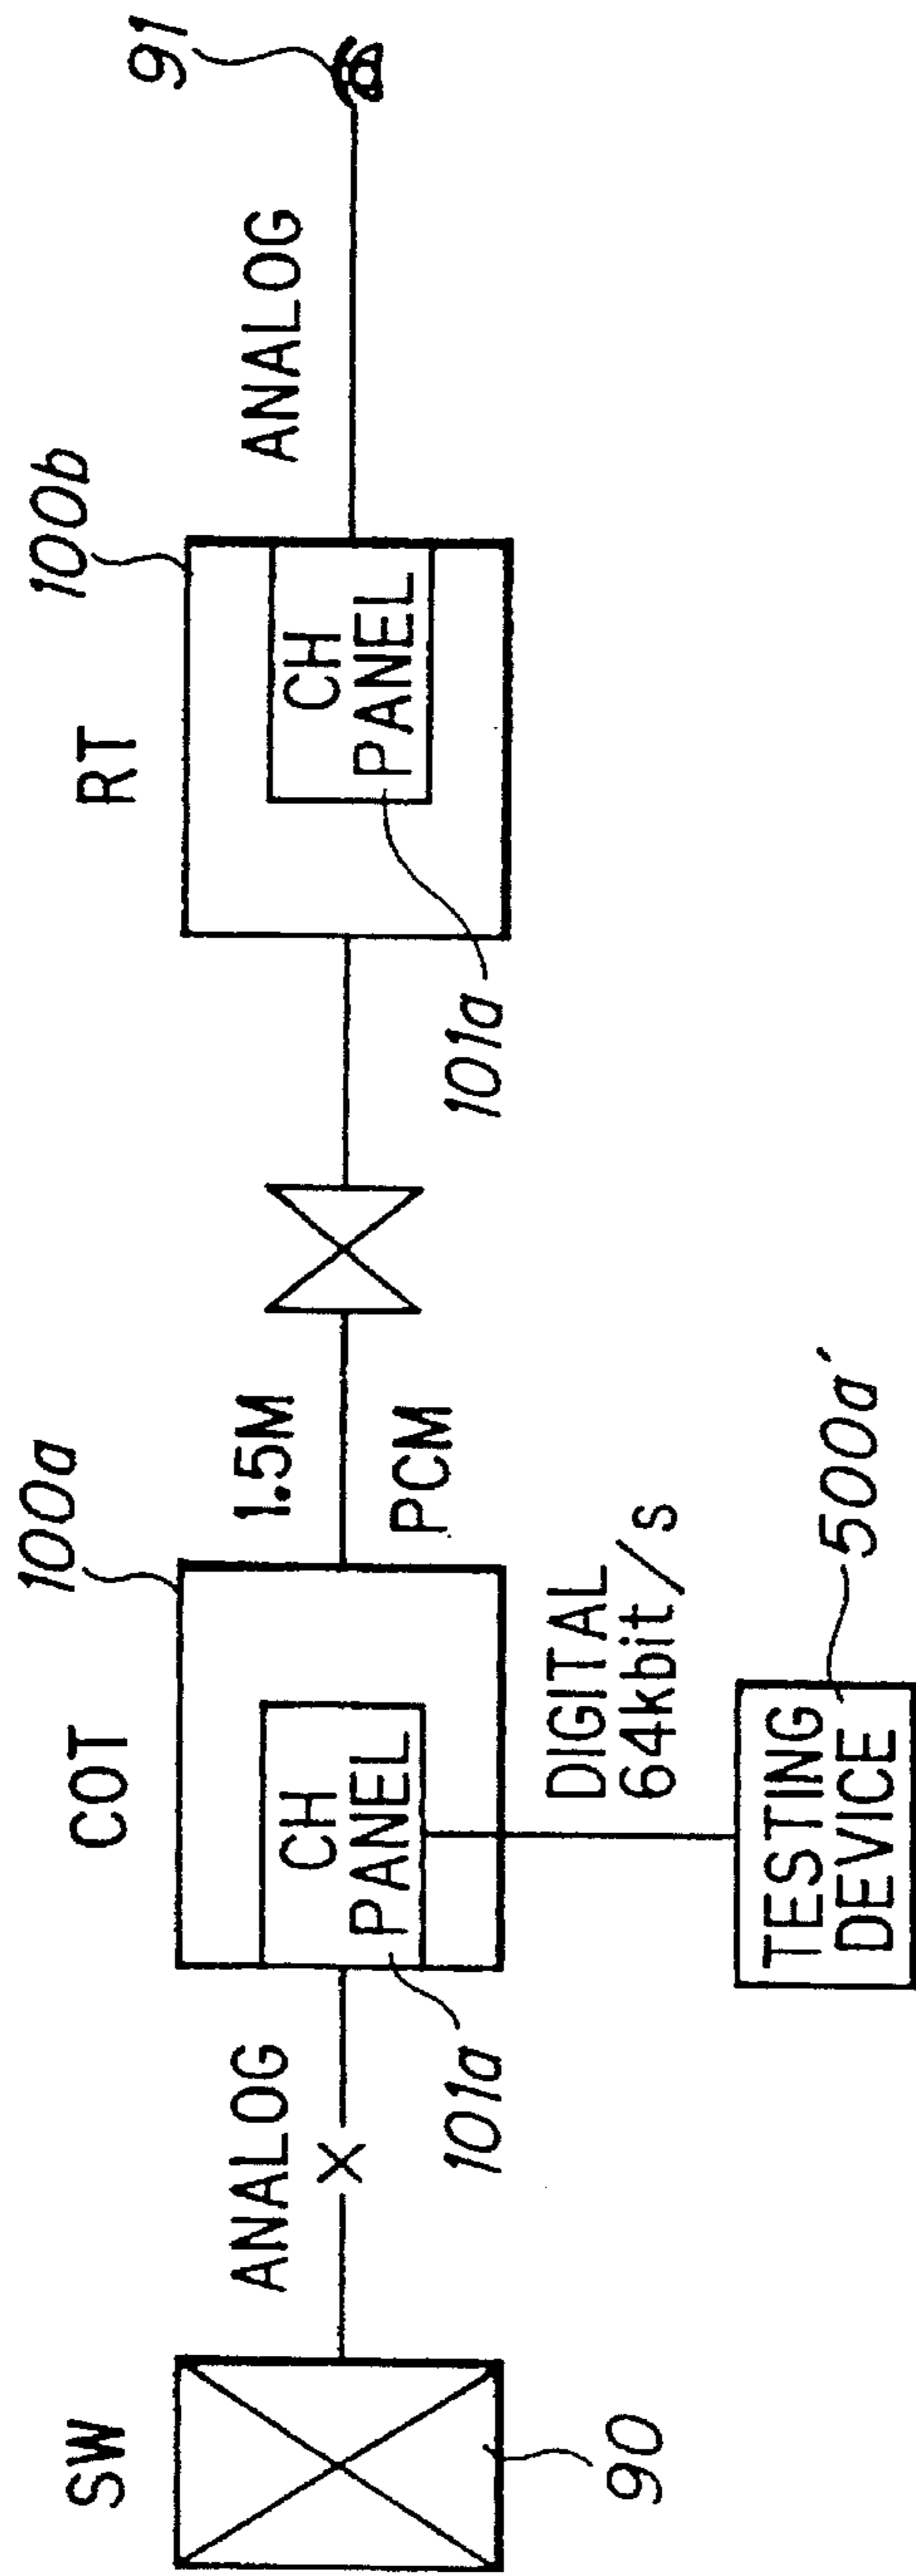 SW
90
ANALOG
X
COT
100a
CH
PANEL
101a
DIGITAL
64kbit/s
TESTING
DEVICE
500a′
1.5M
PCM
RT
100b
CH
PANEL
101a
ANALOG
91